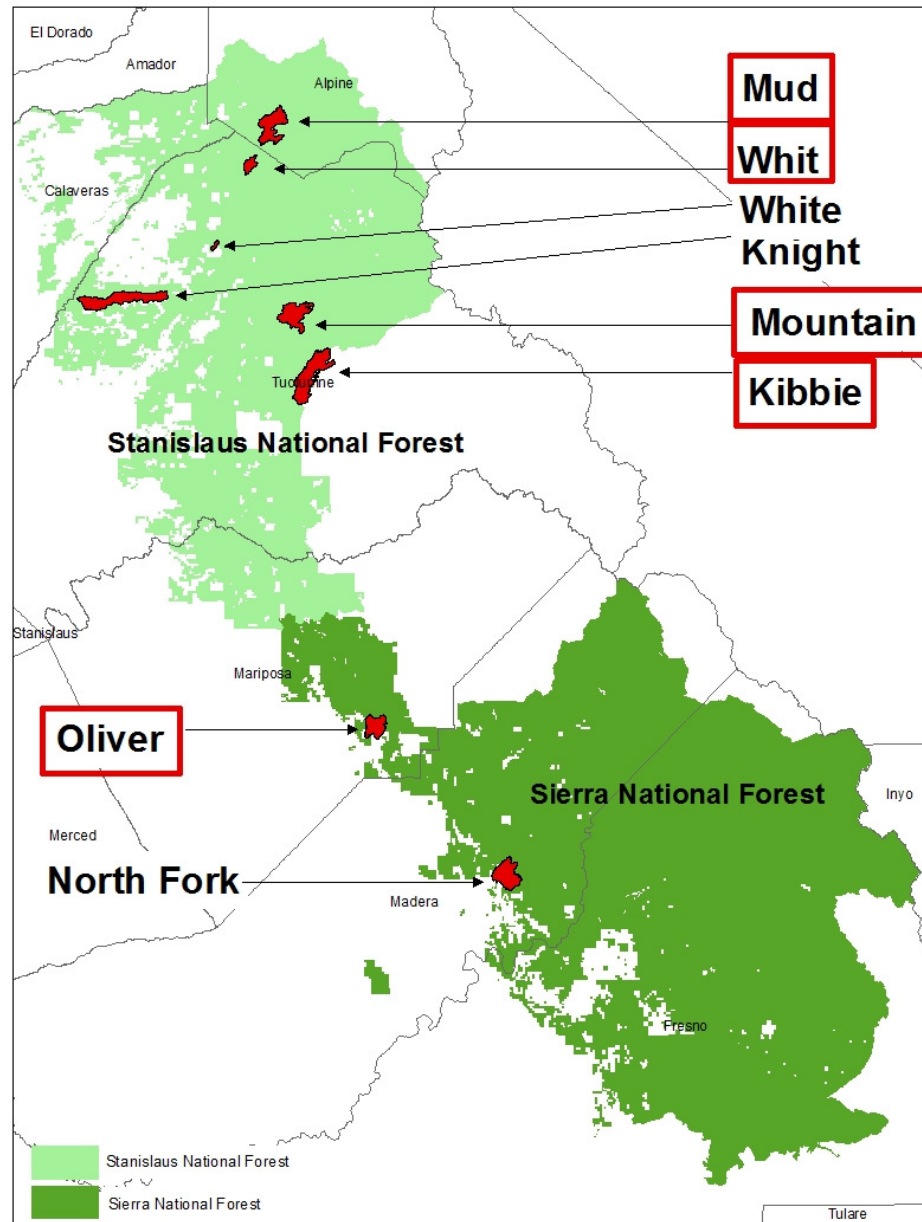 El Dorado
Amador
Alpine
Mud
Whit
Calaveras
White
Knight
Mountain
Tuolumne
Kibbie
Stanislaus National Forest
Stanislaus
Mariposa
Oliver
Sierra National Forest
Inyo
Merced
North Fork
Madera
Fresno
Stanislaus National Forest
Sierra National Forest
Tulare